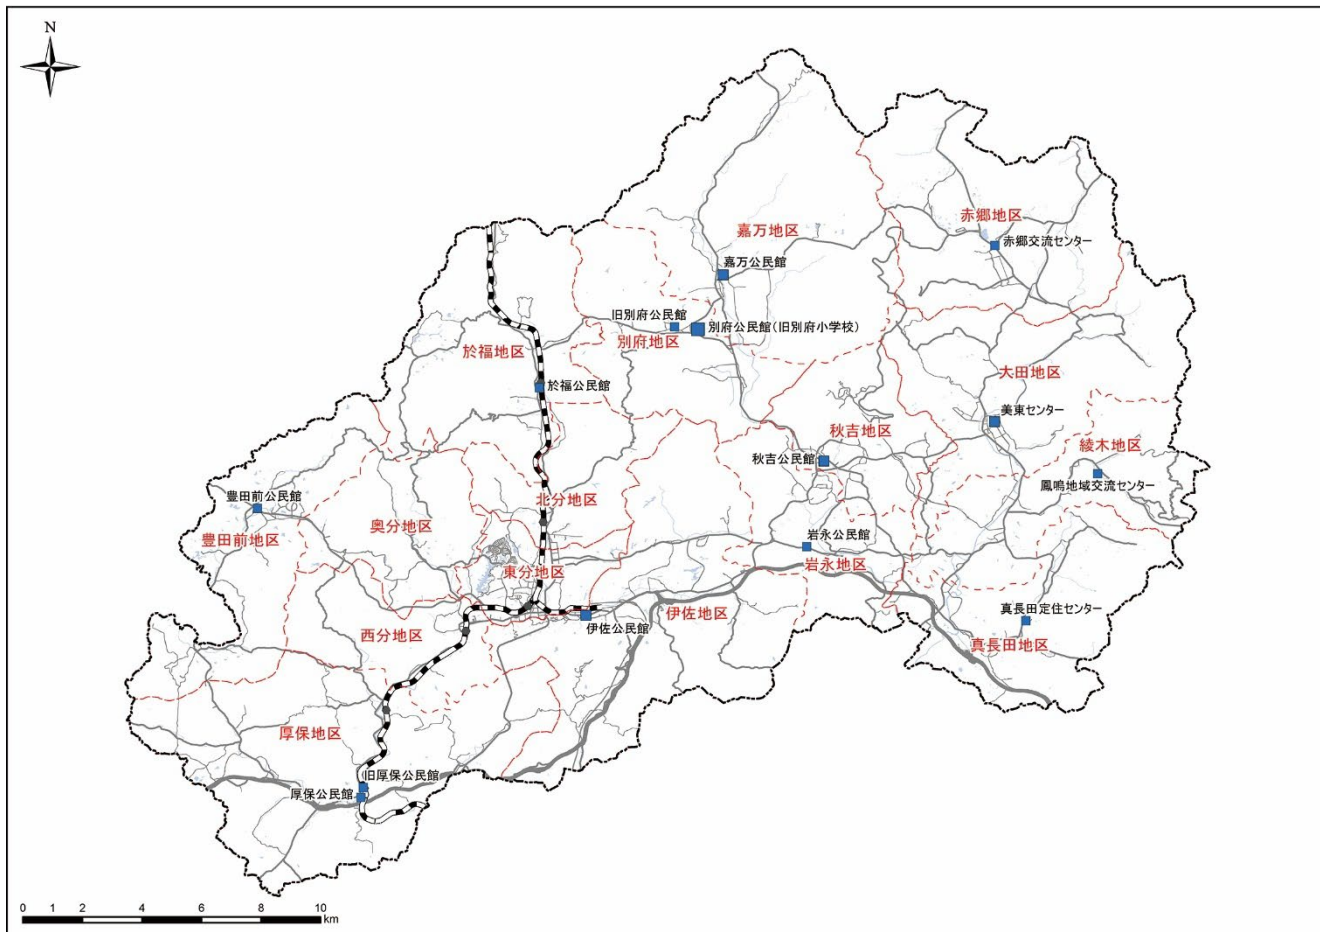 N
赤郷地区
嘉万地区
赤郷交流センター
嘉万公民館
旧別府公民館
別府公民館(旧別府小学校)
別府地区
於福地区
大田地区
於福公民館
美東センター
秋吉地区
綾木地区
秋吉公民館
鳳鳴地域交流センター
豊田前公民館
北分地区
奥分地区
豊田前地区
岩永公民館
岩永地区
東分地区
伊佐地区
真長田定住センター
伊佐公民館
西分地区
真長田地区
厚保地区
旧厚保公民館
厚保公民館
0 1 2 4 6 8 10
km